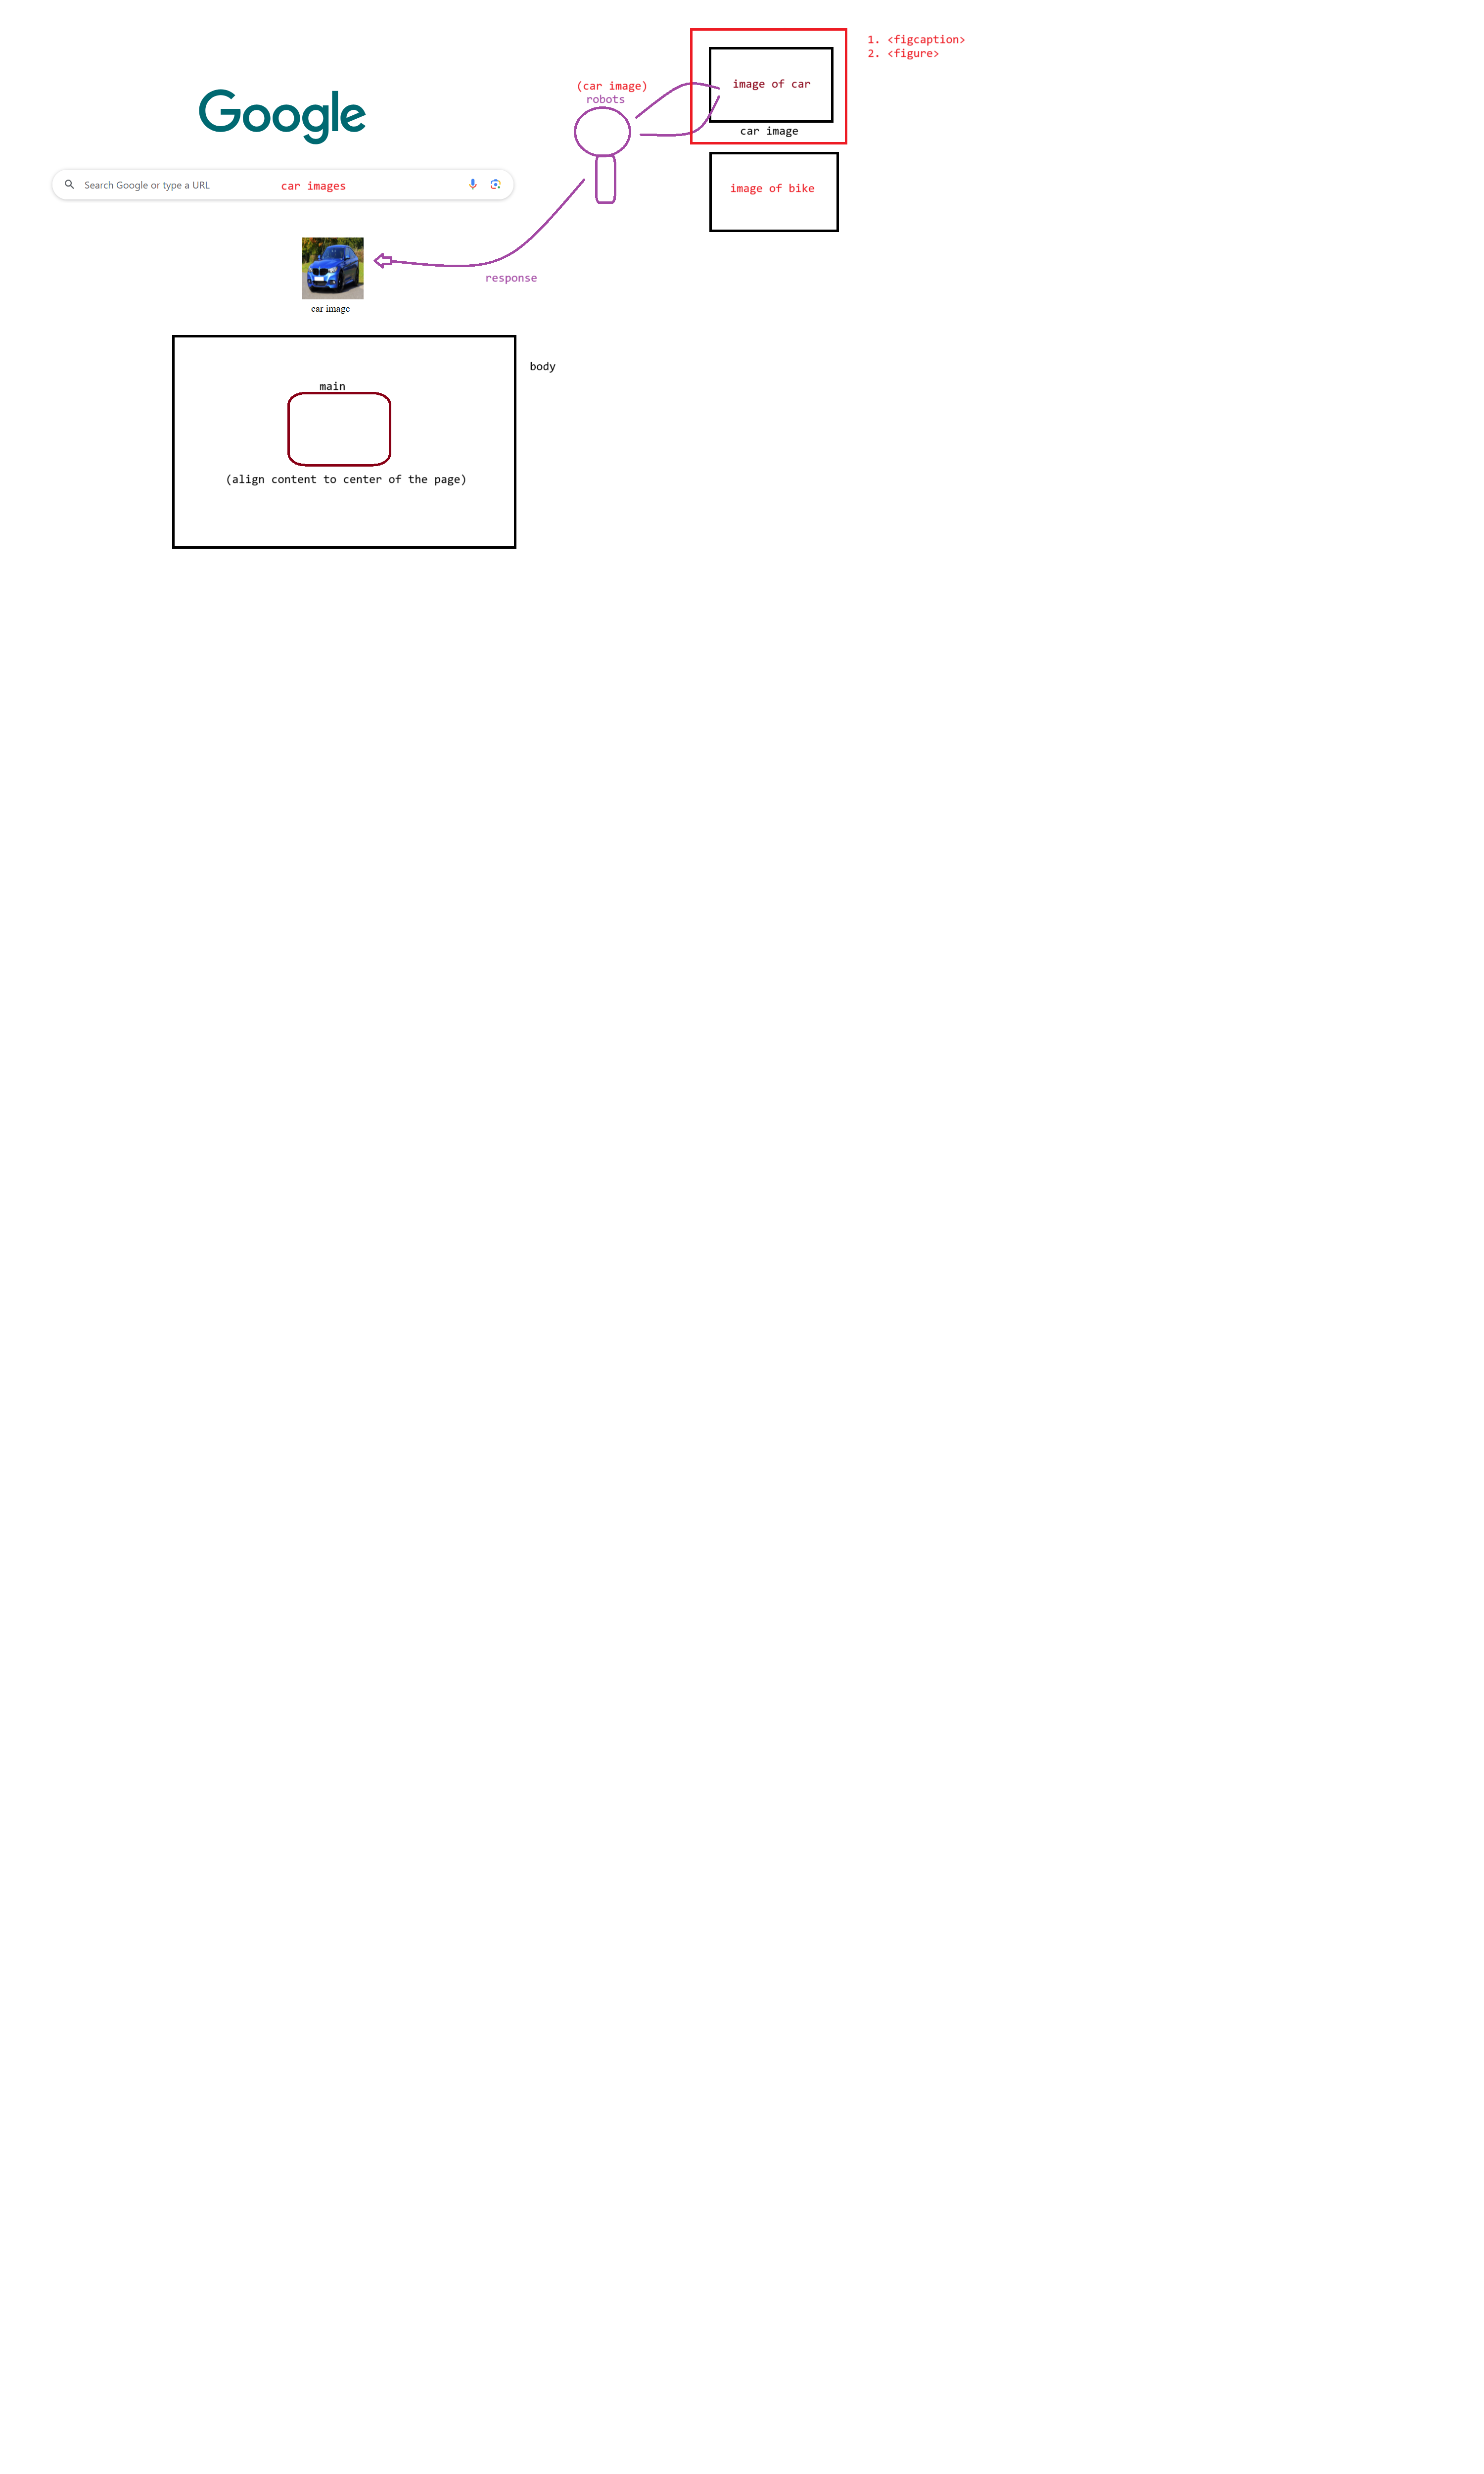 1. <figcaption>
2. <figure>
image of car
(car image)
robots
car image
Google
Search Google or type a URL
car images
image of bike
response
car image
body
main
(align content to center of the page)